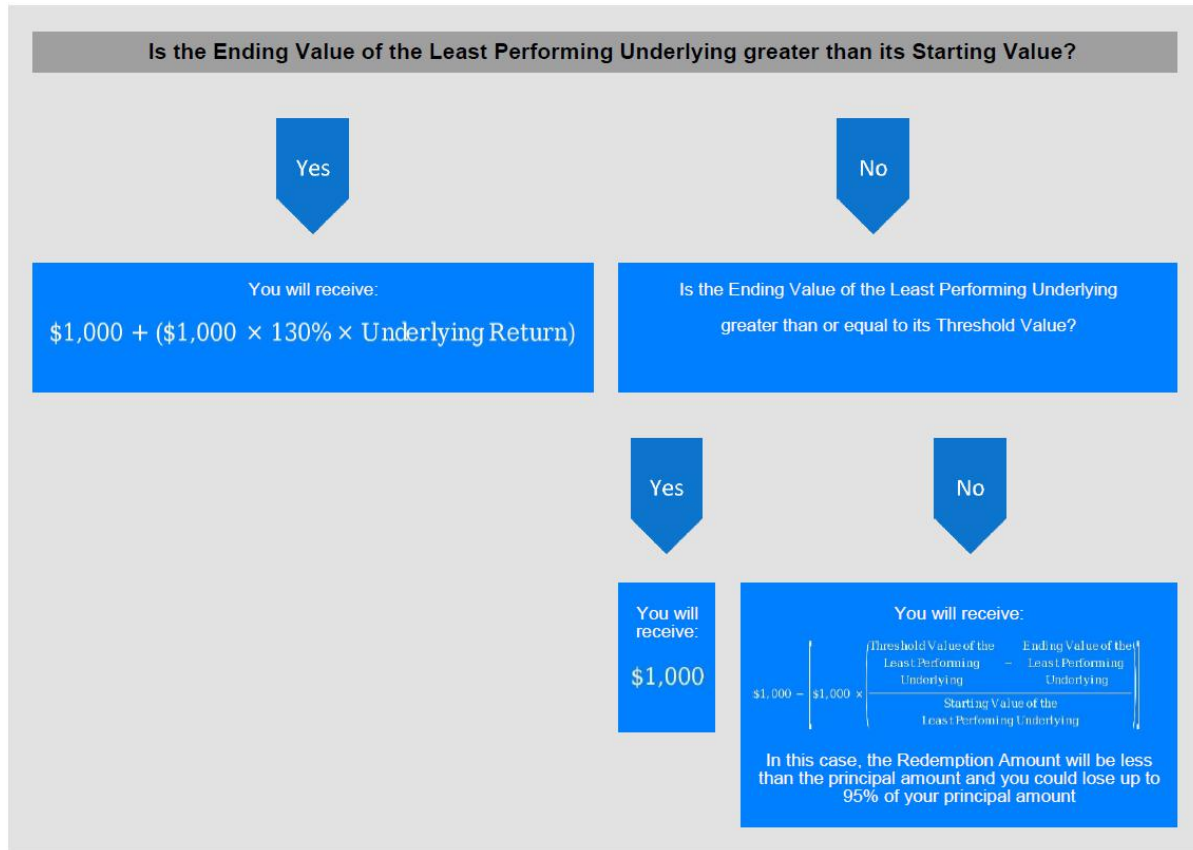 Is the Ending Value of the Least Performing Underlying greater than its Starting Value?
Yes
No
You will receive:
$1,000 + ($1,000 × 130% × Underlying Return)
Is the Ending Value of the Least Performing Underlying
greater than or equal to its Threshold Value?
Yes
No
You will
receive:
$1,000
You will receive:
Threshold Value of the Ending Value of the
Least Performing − Least Performing
Underlying Underlying
$1,000 − [$1,000 × (
Starting Value of the
Least Perfoming Underlying )]
In this case, the Redemption Amount will be less
than the principal amount and you could lose up to
95% of your principal amount